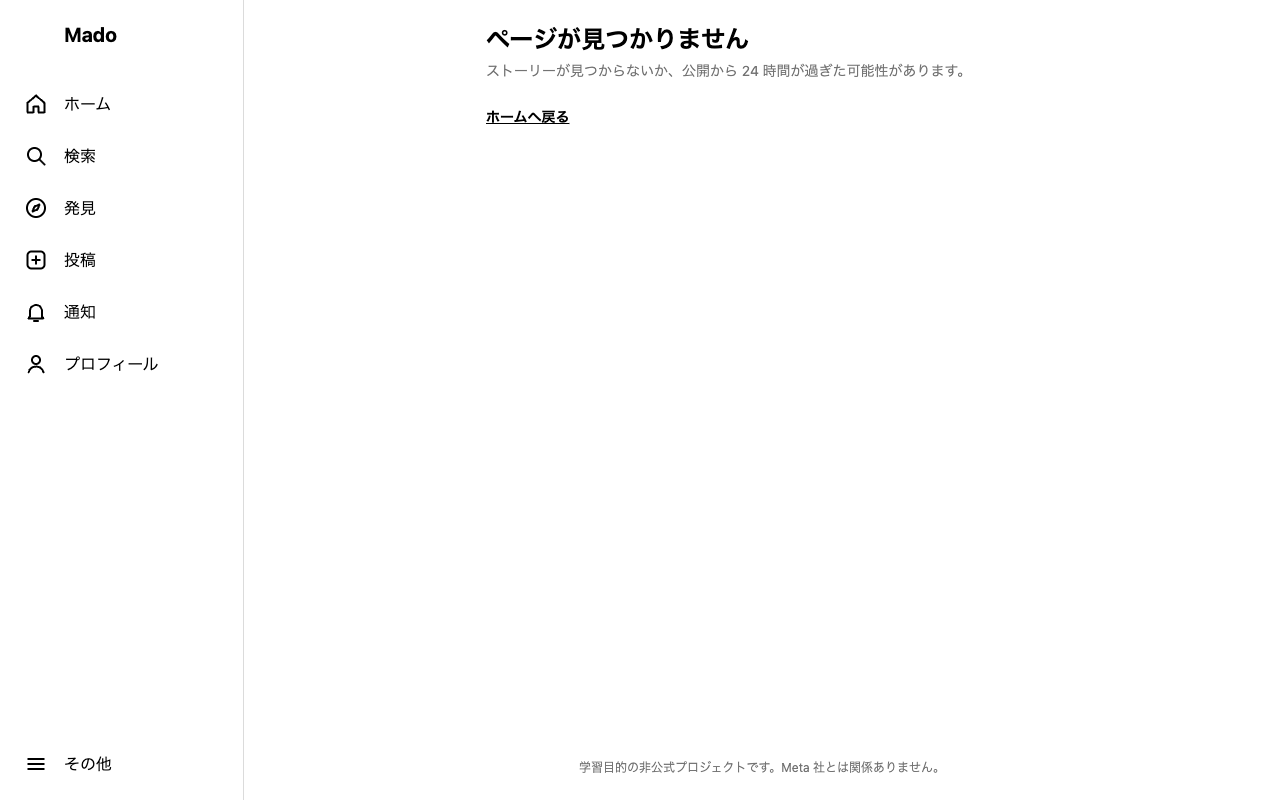 Mado
ホーム
検索
発見
投稿
通知
プロフィール
その他
ページが見つかりません
ストーリーが見つからないか、公開から 24 時間が過ぎた可能性があります。
ホームへ戻る
学習目的の非公式プロジェクトです。Meta 社とは関係ありません。